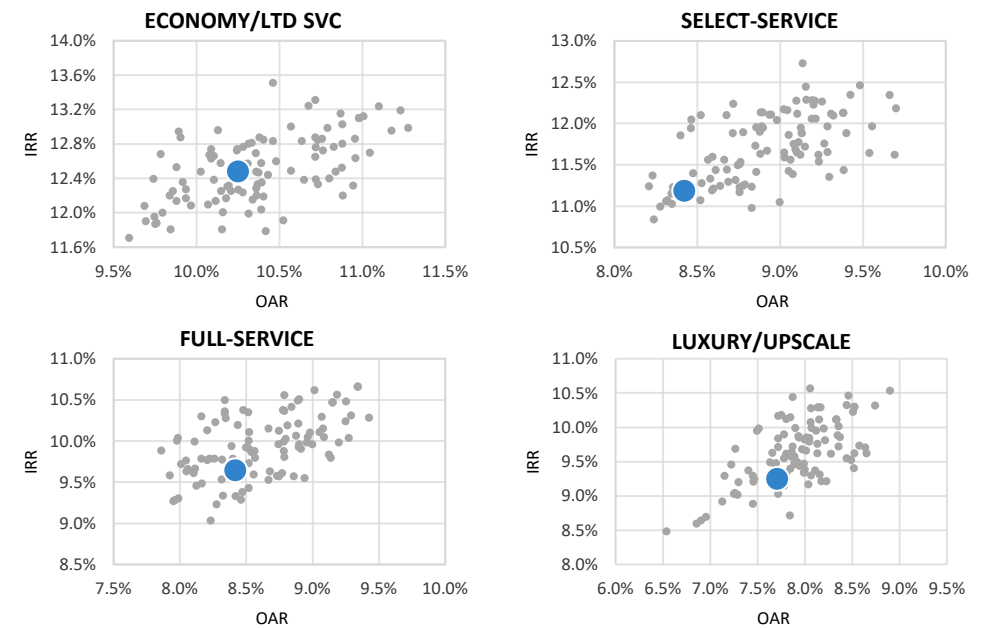 ECONOMY/LTD SVC
14.0%
13.6%
13.2%
12.8%
12.4%
12.0%
11.6%
IRR
9.5% 10.0% 10.5% 11.0% 11.5%
OAR
SELECT-SERVICE
13.0%
12.5%
12.0%
11.5%
11.0%
10.5%
IRR
8.0% 8.5% 9.0% 9.5% 10.0%
OAR
FULL-SERVICE
11.0%
10.5%
10.0%
9.5%
9.0%
8.5%
IRR
7.5% 8.0% 8.5% 9.0% 9.5% 10.0%
OAR
LUXURY/UPSCALE
11.0%
10.5%
10.0%
9.5%
9.0%
8.5%
8.0%
IRR
6.0% 6.5% 7.0% 7.5% 8.0% 8.5% 9.0% 9.5%
OAR